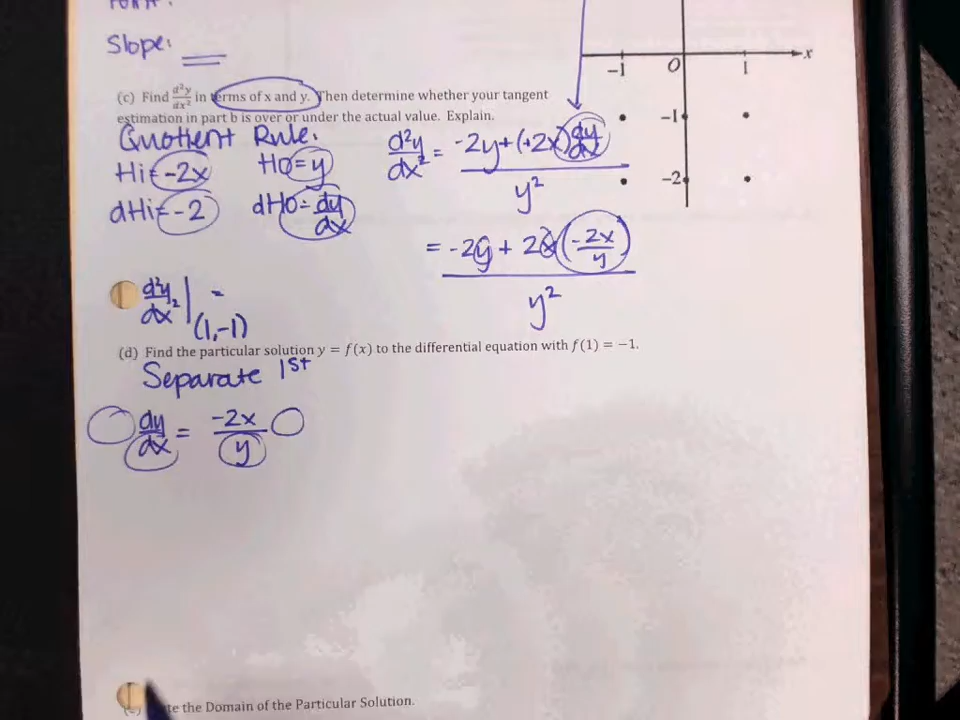 Slope:
-1 O 1 x
(c) Find d²y/dx² in terms of x and y. Then determine whether your tangent
estimation in part b is over or under the actual value. Explain.
-1
Quotient Rule:
d²y/dx² = -2y+(+2x)dy/dx / y²
Hi = -2x Ho = y
-2
dHi = -2 dHo = dy/dx
= -2y + 2x(-2x/y) / y²
d²y/dx² | (1,-1) =
(d) Find the particular solution y = f(x) to the differential equation with f(1) = −1.
Separate 1st
dy/dx = -2x/y
te the Domain of the Particular Solution.